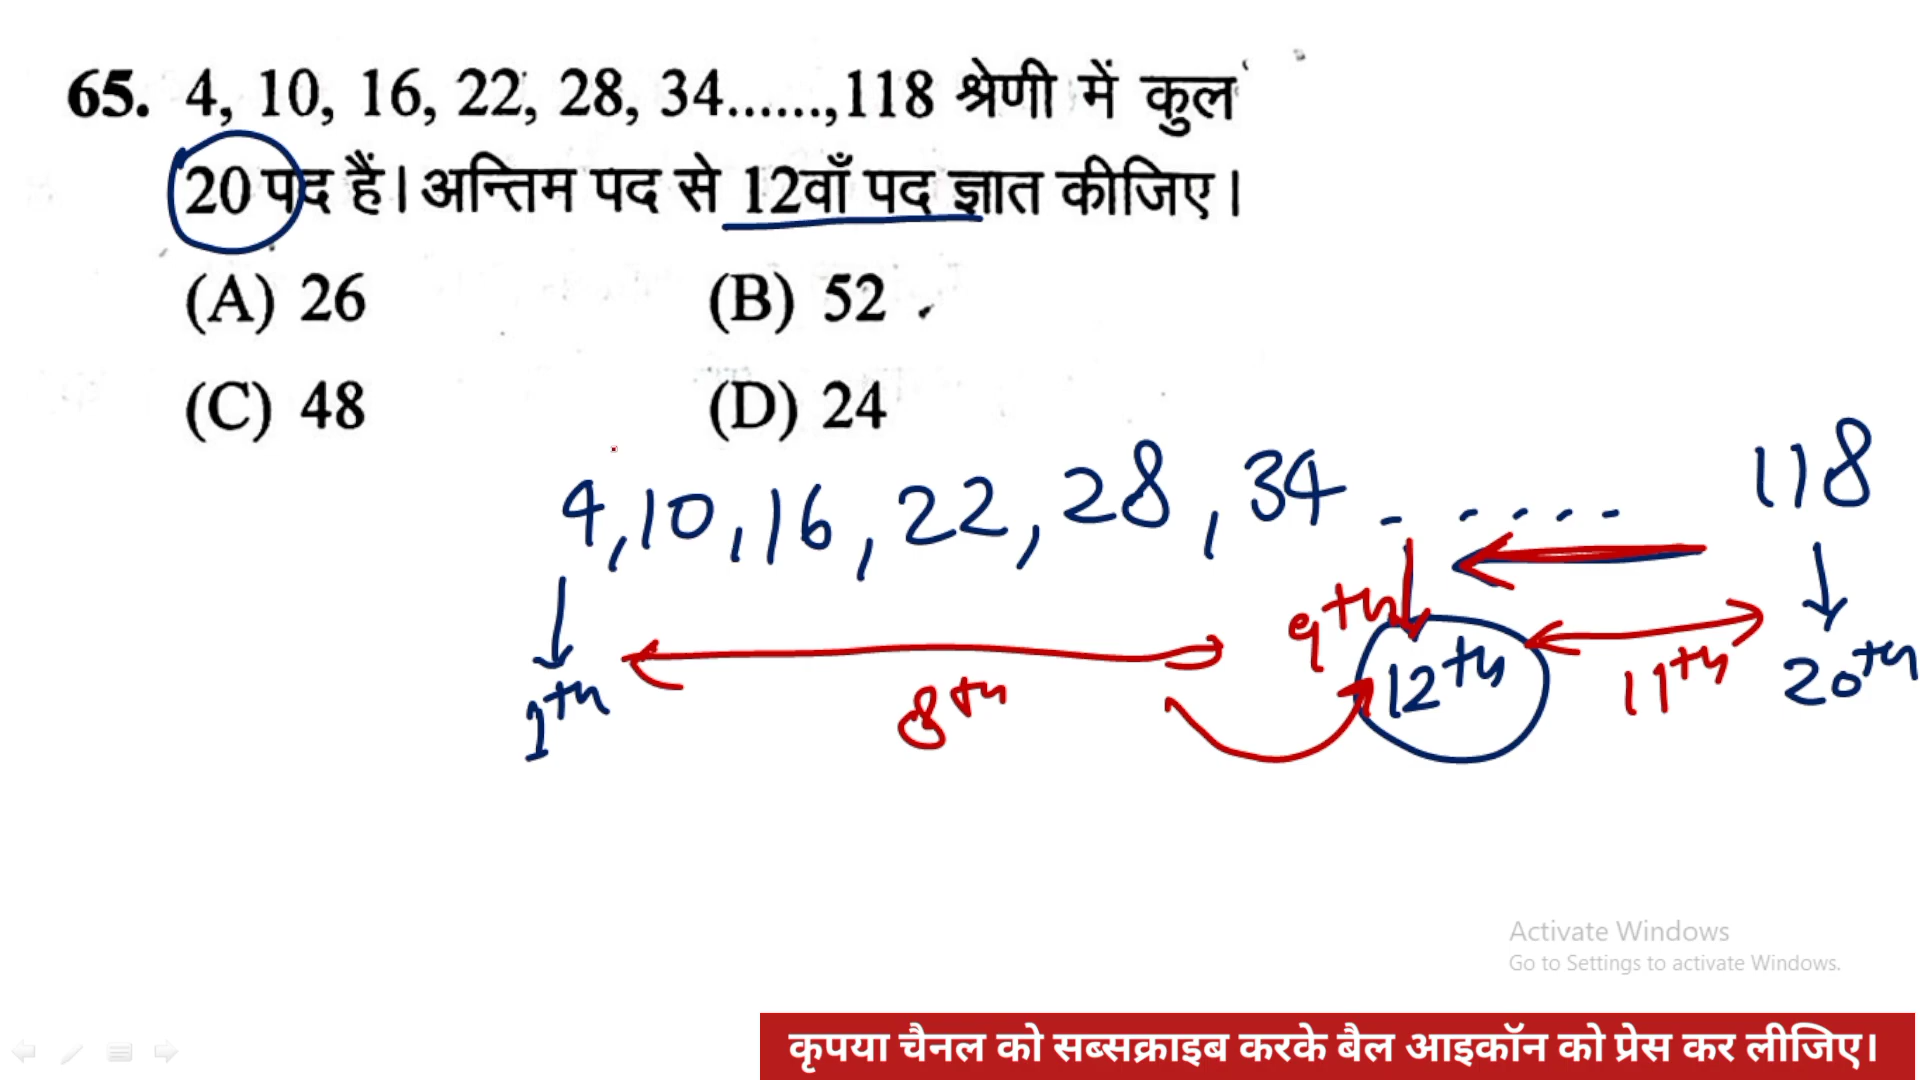 65. 4, 10, 16, 22, 28, 34......,118 श्रेणी में कुल
20 पद हैं। अन्तिम पद से 12वाँ पद ज्ञात कीजिए।
(A) 26 (B) 52
(C) 48 (D) 24
4,10,16,22,28,34 - .... 118
9th
1th 8th 12th 11th 20th
Activate Windows
Go to Settings to activate Windows.
कृपया चैनल को सब्सक्राइब करके बैल आइकॉन को प्रेस कर लीजिए।